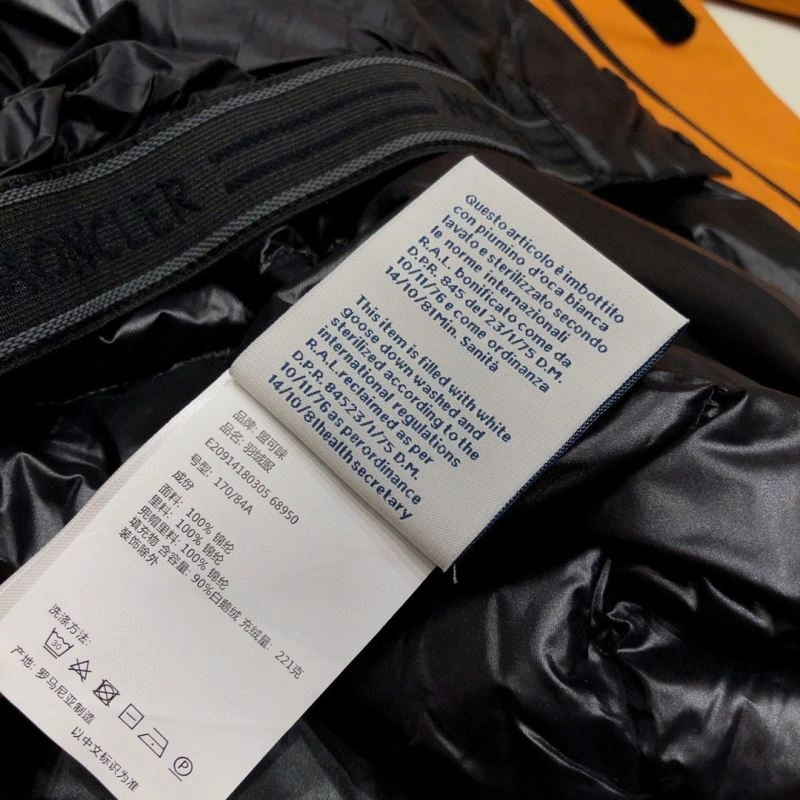 MONCLER
Questo articolo è imbottito
con piumino d'oca bianca
lavato e sterilizzato secondo
le norme internazionali
R.A.L. bonificato come da
D.P.R. 845 del 23/1/75 D.M.
10/11/76 e come ordinanza
14/10/81Min. Sanità
This item is filled with white
goose down washed and
sterilized according to the
international regulations
R.A.L.reclaimed as per
D.P.R. 84523/1/75 D.M.
10/11/76as perordinance
14/10/81health secretary
品牌: 盟可睐
品名: 羽绒服
E20914180305 68950
号型: 170/84A
成份
面料: 100% 锦纶
里料: 100% 锦纶
兜帽里料: 100% 锦纶
填充物 含容量: 90%白鹅绒 充绒量: 221克
装饰除外
洗涤方法:
30
P
产地: 罗马尼亚制造
以中文标识为准